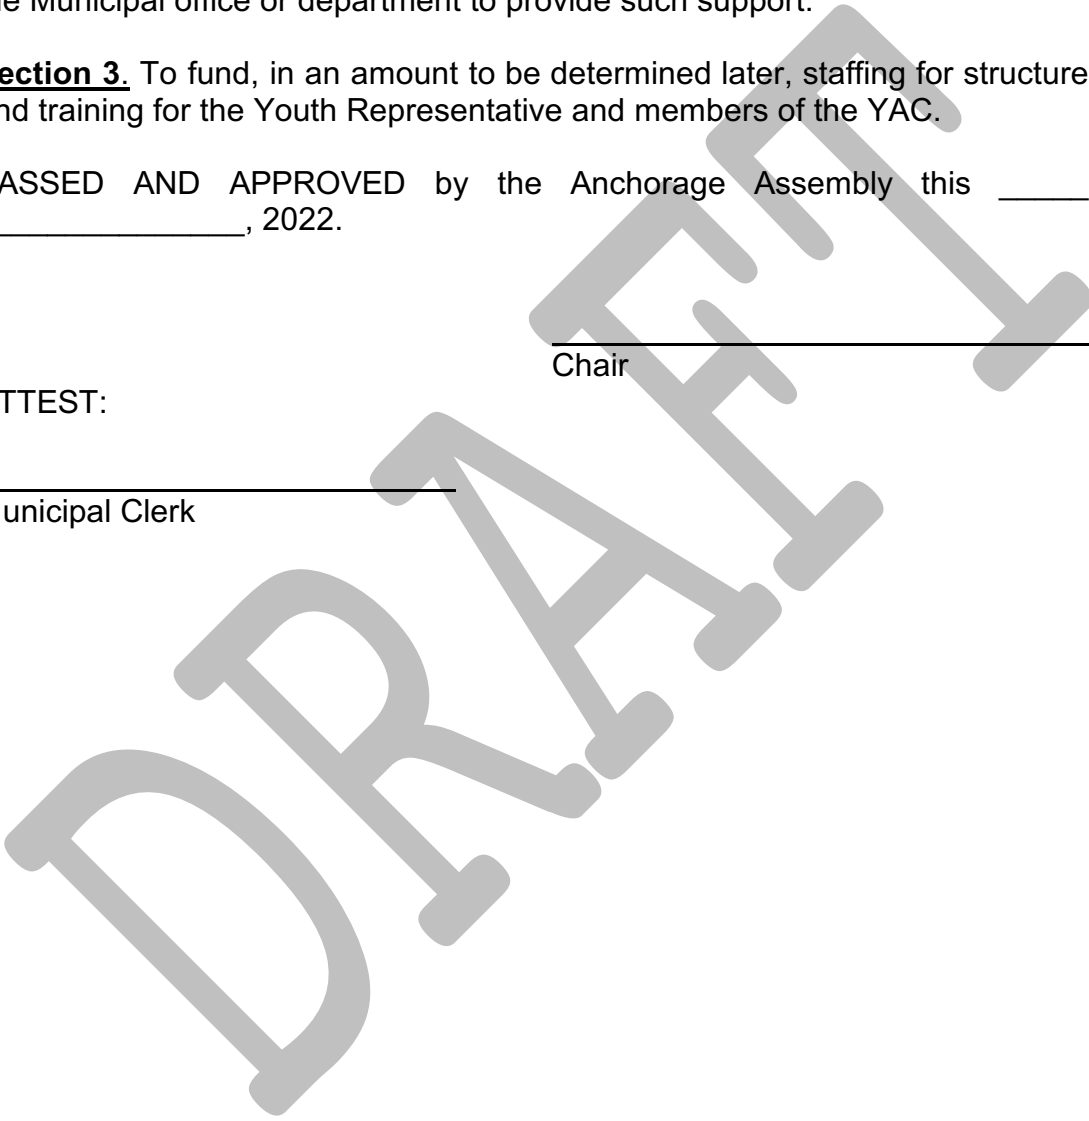 e Municipal office or department to provide such support.
ection 3. To fund, in an amount to be determined later, staffing for structure
nd training for the Youth Representative and members of the YAC.
ASSED AND APPROVED by the Anchorage Assembly this _____
______________, 2022.
Chair
TTEST:
unicipal Clerk
DRAFT